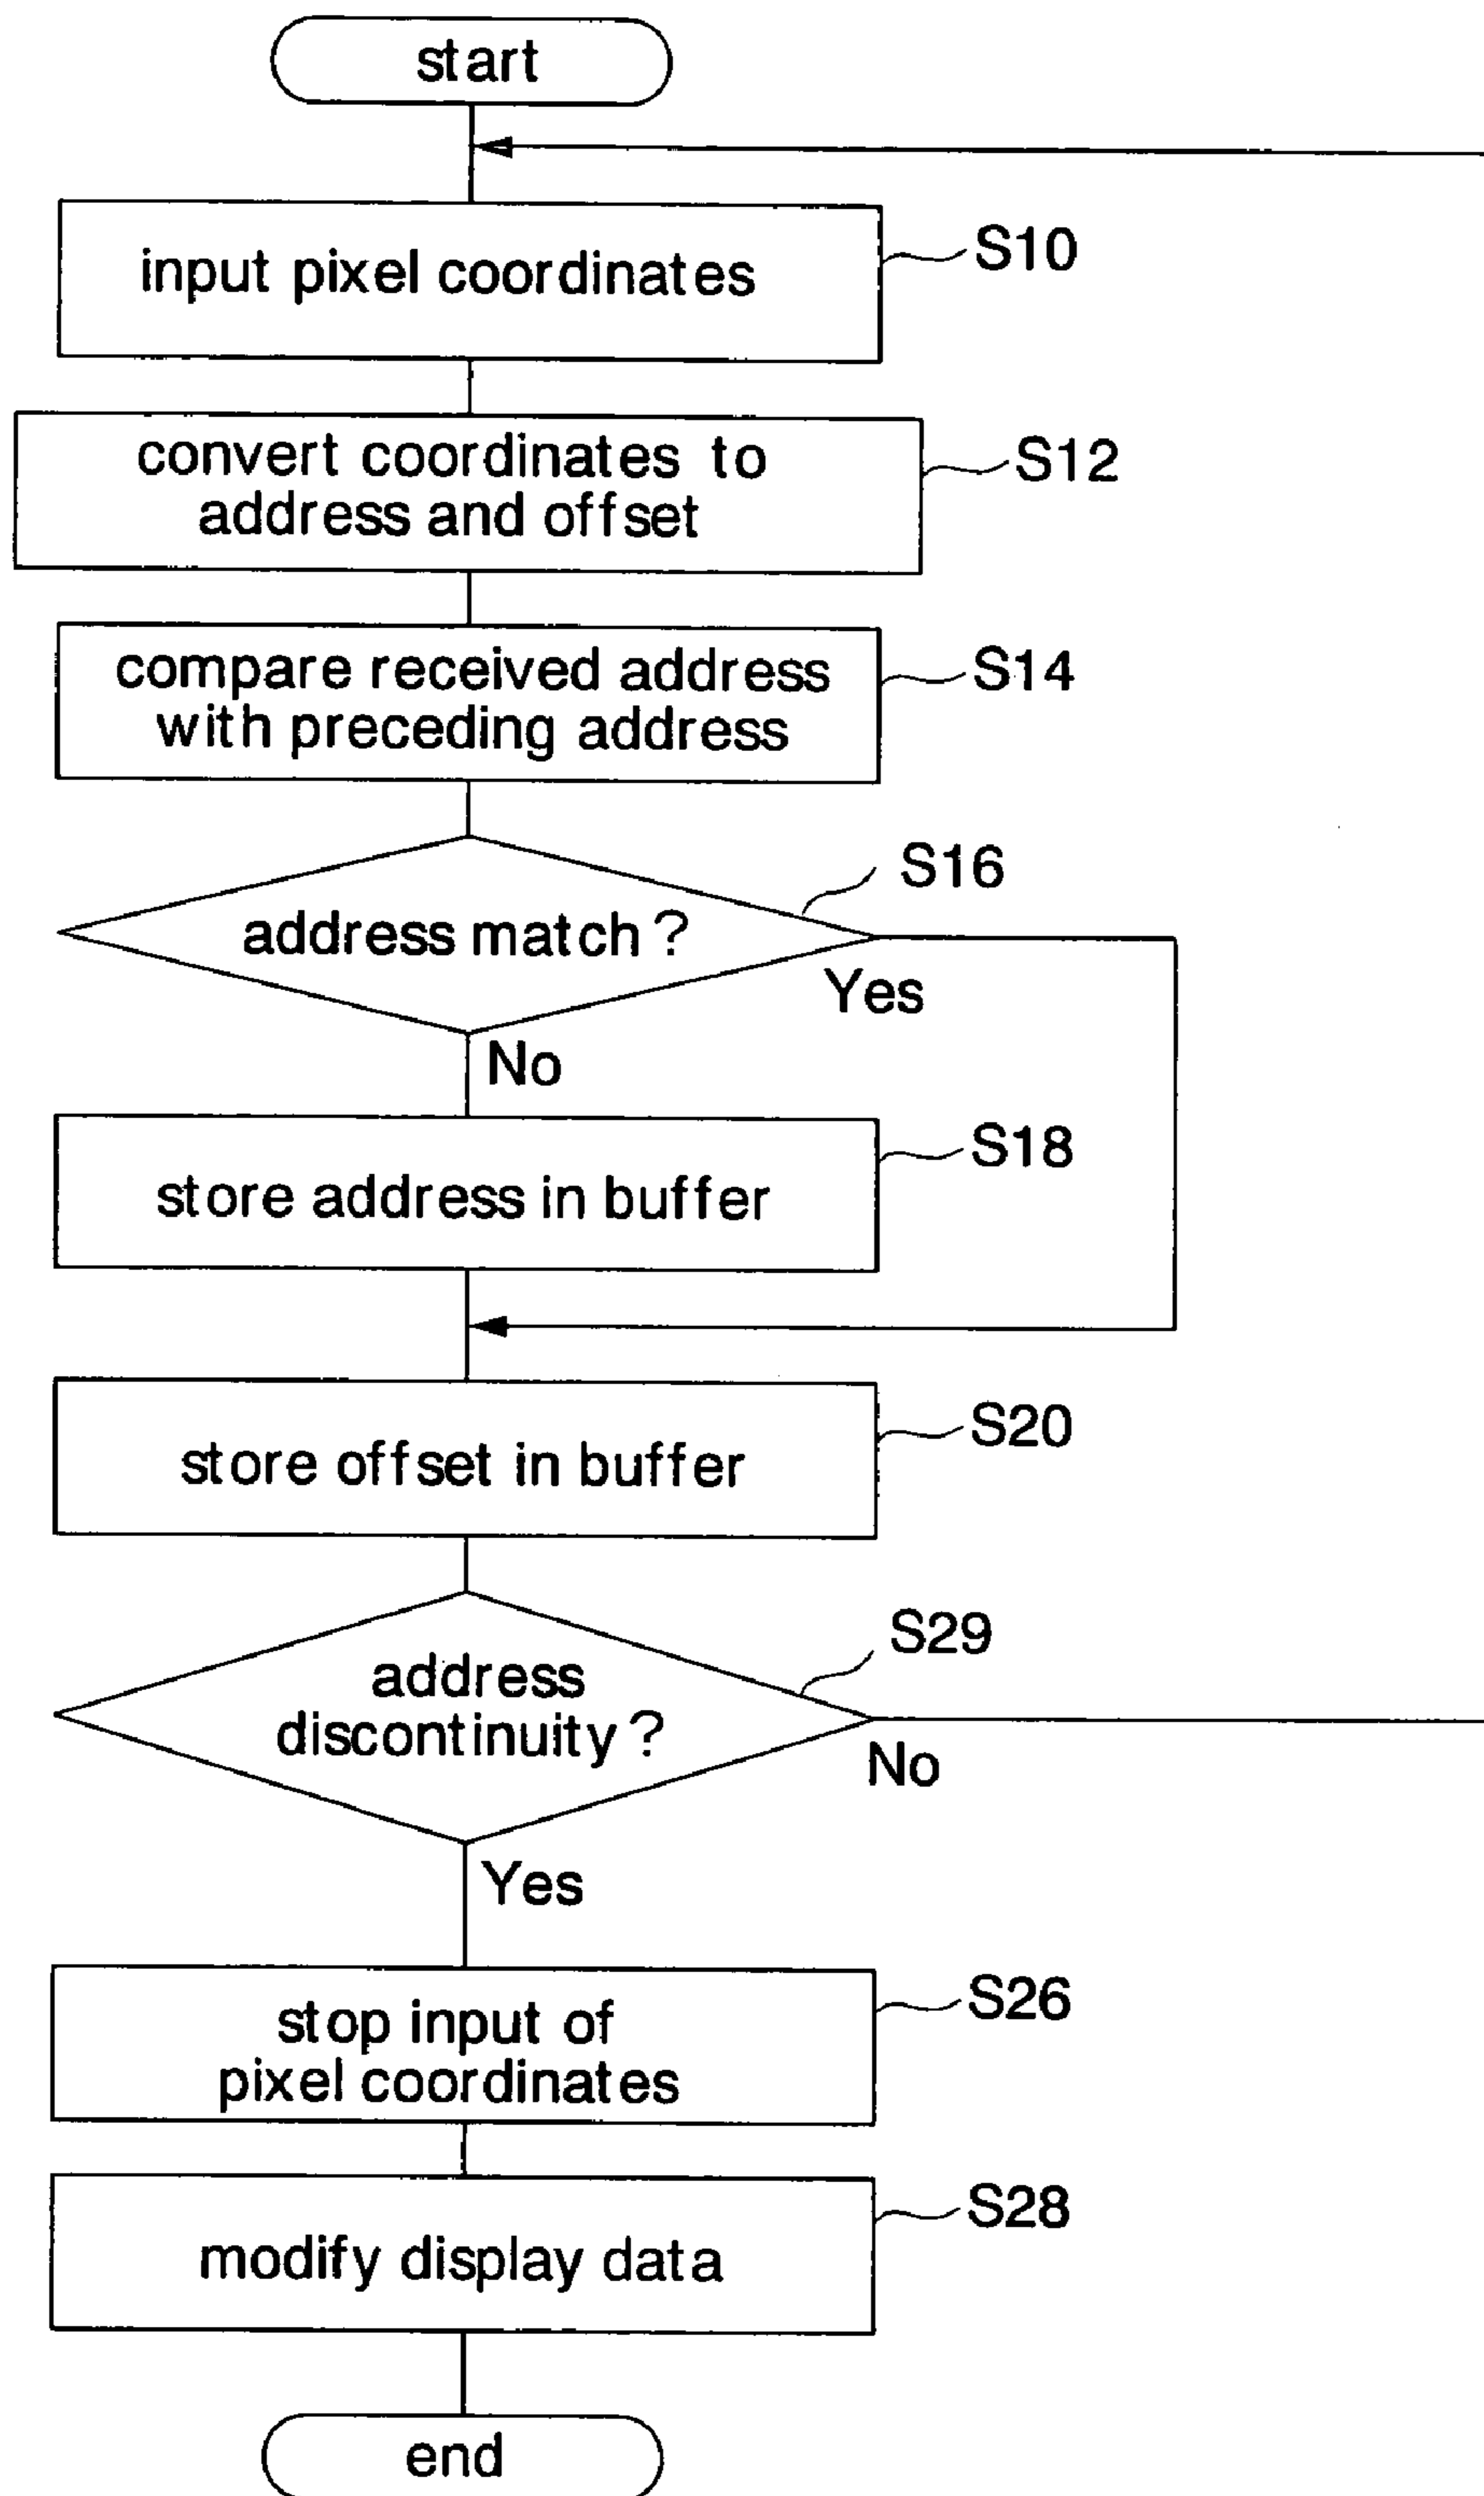 start
input pixel coordinates
S10
convert coordinates to
address and offset
S12
compare received address
with preceding address
S14
address match ?
S16
Yes
No
store address in buffer
S18
store offset in buffer
S20
address
discontinuity ?
S29
No
Yes
stop input of
pixel coordinates
S26
modify display data
S28
end